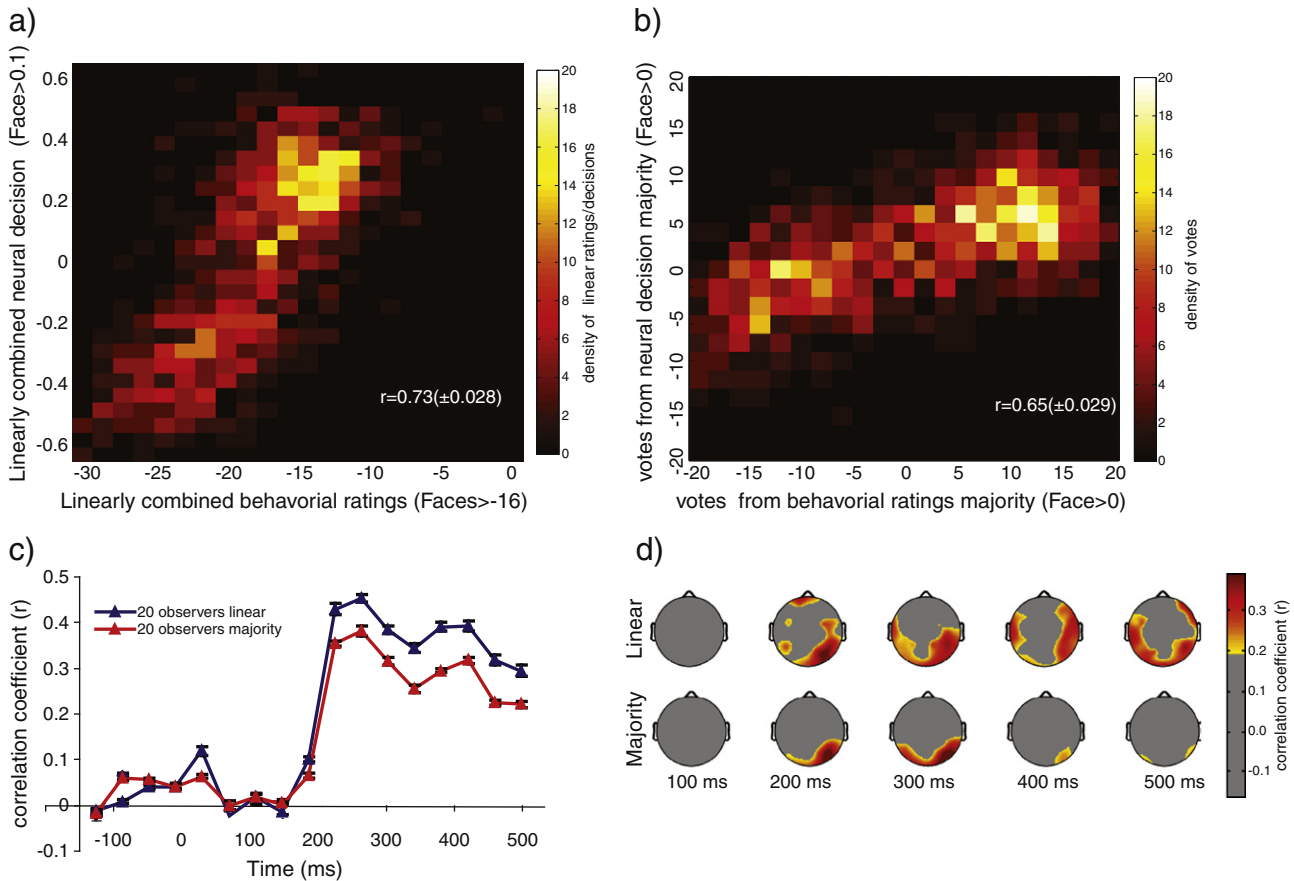 a)
Linearly combined neural decision (Face>0.1)
0.6
0.4
0.2
0
-0.2
-0.4
-0.6
-30 -25 -20 -15 -10 -5 0
Linearly combined behavorial ratings (Faces>-16)
r=0.73(±0.028)
20
18
16
14
12
10
8
6
4
2
0
density of linear ratings/decisions
b)
votes from neural decision majority (Face>0)
20
15
10
5
0
-5
-10
-15
-20
-20 -15 -10 -5 0 5 10 15 20
votes from behavorial ratings majority (Face>0)
r=0.65(±0.029)
20
18
16
14
12
10
8
6
4
2
0
density of votes
c)
correlation coefficient (r)
0.5
0.4
0.3
0.2
0.1
0
-0.1
20 observers linear
20 observers majority
-100 0 100 200 300 400 500
Time (ms)
d)
Linear
Majority
100 ms 200 ms 300 ms 400 ms 500 ms
0.3
0.2
0.1
0.0
-0.1
correlation coefficient (r)